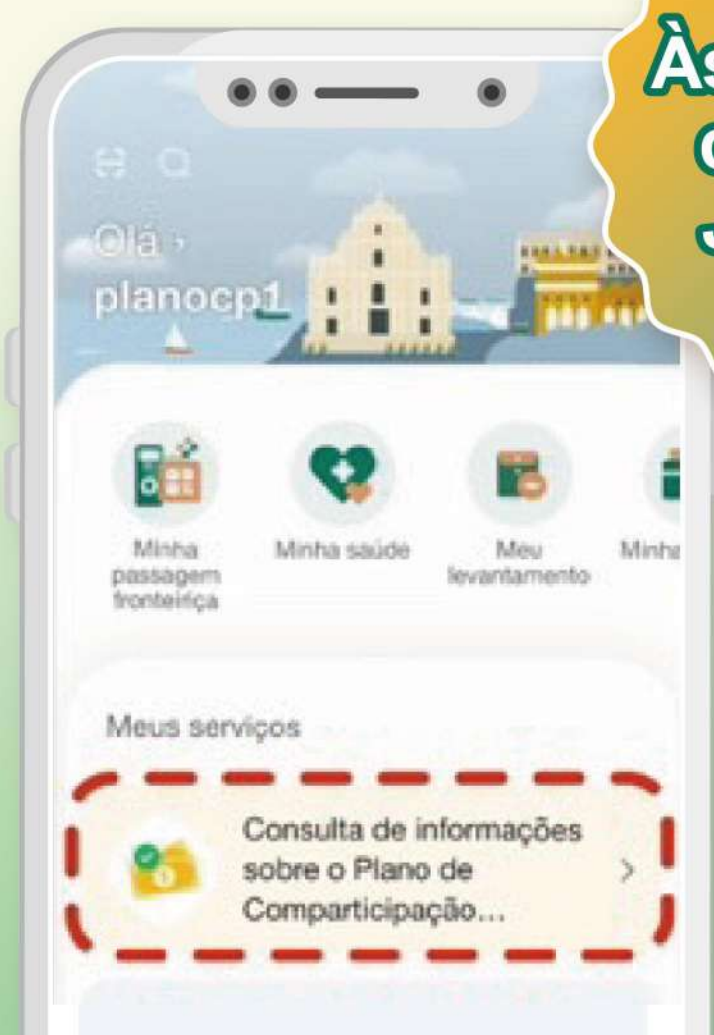 Olá
planocp1
Minha
passagem
fronteiriça
Minha saúde
Meu
levantamento
Minha
Meus serviços
Consulta de informações
sobre o Plano de
Comparticipação...